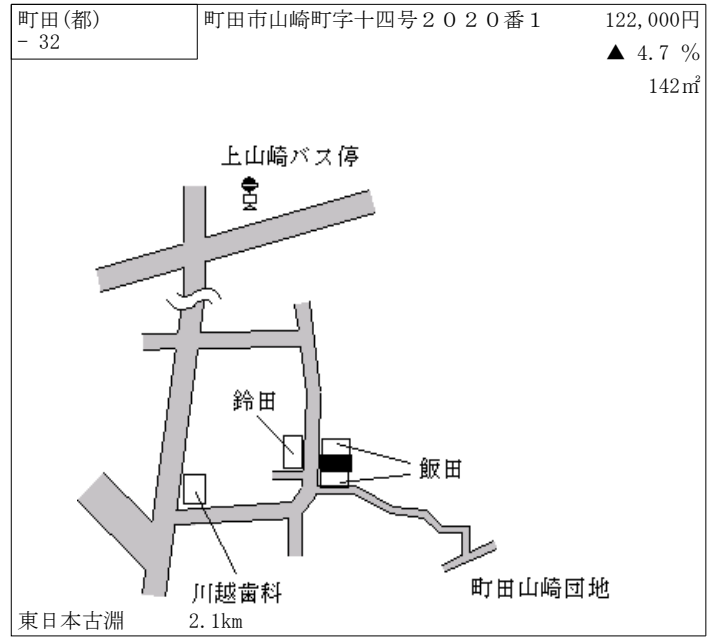 町田(都)
- 32
町田市山崎町字十四号２０２０番１
122,000円
▲ 4.7 %
142㎡
上山崎バス停
鈴田
飯田
川越歯科
町田山崎団地
東日本古淵 2.1km